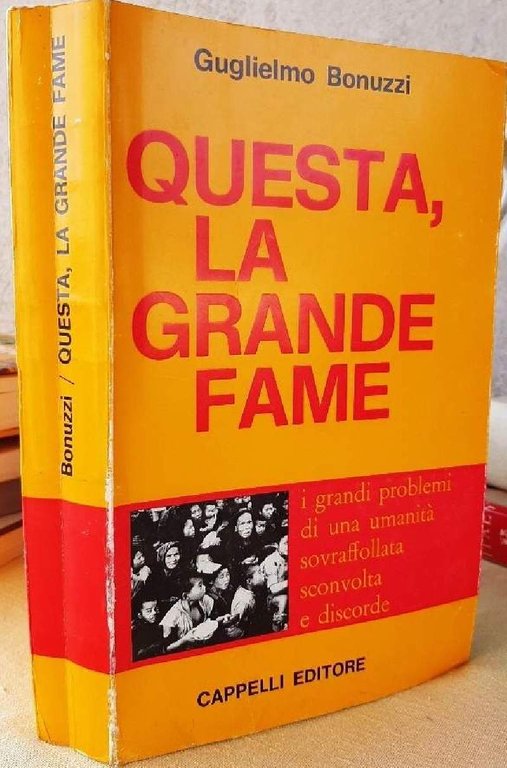 Guglielmo Bonuzzi
QUESTA,
LA
GRANDE
FAME
i grandi problemi
di una umanità
sovraffollata
sconvolta
e discorde
CAPPELLI EDITORE
Bonuzzi / QUESTA, LA GRANDE FAME